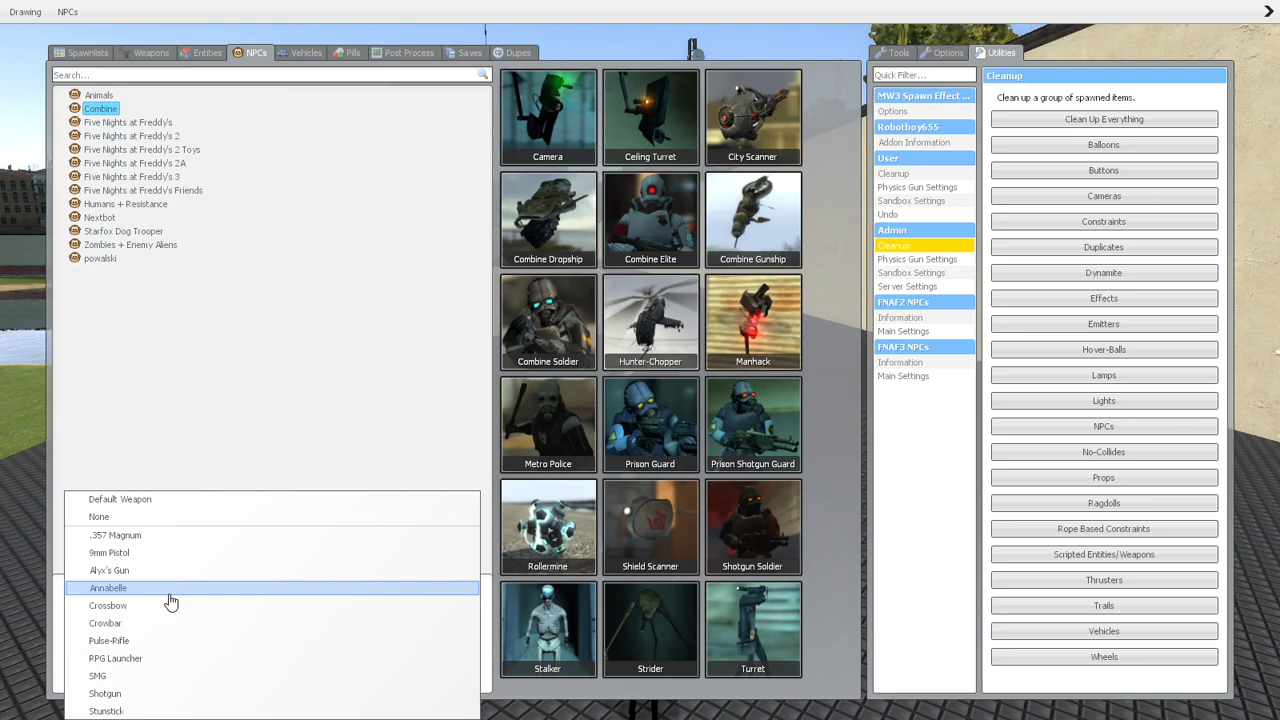 Drawing
NPCs
Spawnlists
Weapons
Entities
NPCs
Vehicles
Pills
Post Process
Saves
Dupes
Search...
Animals
Combine
Five Nights at Freddy's
Five Nights at Freddy's 2
Five Nights at Freddy's 2 Toys
Five Nights at Freddy's 2A
Five Nights at Freddy's 3
Five Nights at Freddy's Friends
Humans + Resistance
Nextbot
Starfox Dog Trooper
Zombies + Enemy Aliens
powalski
Default Weapon
None
.357 Magnum
9mm Pistol
Alyx's Gun
Annabelle
Crossbow
Crowbar
Pulse-Rifle
RPG Launcher
SMG
Shotgun
Stunstick
Camera
Ceiling Turret
City Scanner
Combine Dropship
Combine Elite
Combine Gunship
Combine Soldier
Hunter-Chopper
Manhack
Metro Police
Prison Guard
Prison Shotgun Guard
Rollermine
Shield Scanner
Shotgun Soldier
Stalker
Strider
Turret
Tools
Options
Utilities
Quick Filter...
MW3 Spawn Effect ...
Options
Robotboy655
Addon Information
User
Cleanup
Physics Gun Settings
Sandbox Settings
Undo
Admin
Cleanup
Physics Gun Settings
Sandbox Settings
Server Settings
FNAF2 NPCs
Information
Main Settings
FNAF3 NPCs
Information
Main Settings
Cleanup
Clean up a group of spawned items.
Clean Up Everything
Balloons
Buttons
Cameras
Constraints
Duplicates
Dynamite
Effects
Emitters
Hover-Balls
Lamps
Lights
NPCs
No-Collides
Props
Ragdolls
Rope Based Constraints
Scripted Entities/Weapons
Thrusters
Trails
Vehicles
Wheels